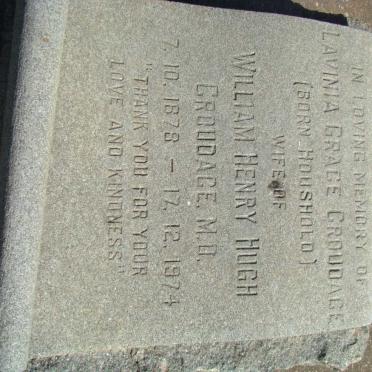 IN LOVING MEMORY OF
LAVINIA GRACE CROUDACE
(BORN HOUSHOLD)
WIFE OF
WILLIAM HENRY HUGH
CROUDACE, M.D.
7. 10. 1878 — 17. 12. 1974
"THANK YOU FOR YOUR
LOVE AND KINDNESS"